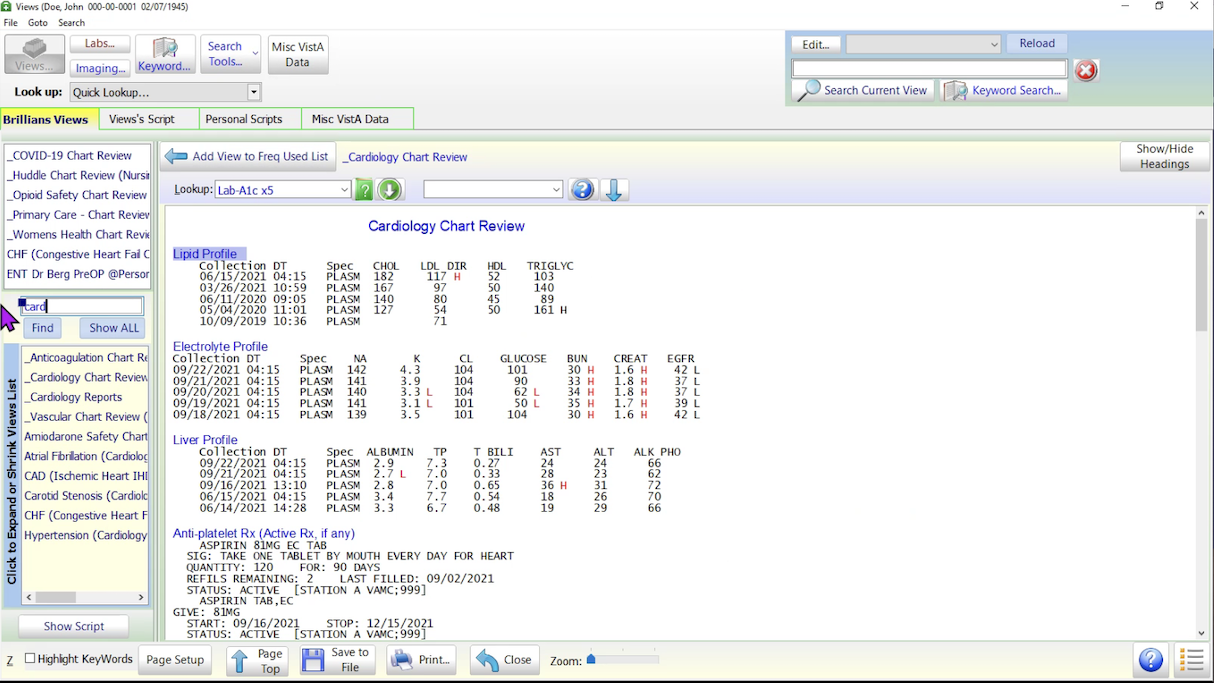 Views (Doe, John 000-00-0001 02/07/1945)
File Goto Search
Views... Labs... Imaging... Keyword... Search Tools... Misc VistA Data
Edit... Reload
Look up: Quick Lookup...
Search Current View Keyword Search...
Brillians Views Views's Script Personal Scripts Misc VistA Data
_COVID-19 Chart Review
_Huddle Chart Review (Nursi
_Opioid Safety Chart Review
_Primary Care - Chart Review
_Womens Health Chart Revi
CHF (Congestive Heart Fail C
ENT Dr Berg PreOP @Person
card
Find Show ALL
Click to Expand or Shrink Views List
_Anticoagulation Chart Re
_Cardiology Chart Review
_Cardiology Reports
_Vascular Chart Review (
Amiodarone Safety Chart
Atrial Fibrillation (Cardiolog
CAD (Ischemic Heart IHI
Carotid Stenosis (Cardiol
CHF (Congestive Heart F
Hypertension (Cardiology
Show Script
Add View to Freq Used List _Cardiology Chart Review
Show/Hide
Headings
Lookup: Lab-A1c x5
Cardiology Chart Review
Lipid Profile
Collection DT Spec CHOL LDL DIR HDL TRIGLYC
06/15/2021 04:15 PLASM 182 117 H 52 103
03/26/2021 10:59 PLASM 167 97 50 140
06/11/2020 09:05 PLASM 140 80 45 89
05/04/2020 11:01 PLASM 127 54 50 161 H
10/09/2019 10:36 PLASM 71
Electrolyte Profile
Collection DT Spec NA K CL GLUCOSE BUN CREAT EGFR
09/22/2021 04:15 PLASM 142 4.3 104 101 30 H 1.6 H 42 L
09/21/2021 04:15 PLASM 141 3.9 104 90 33 H 1.8 H 37 L
09/20/2021 04:15 PLASM 140 3.3 L 104 62 L 34 H 1.8 H 37 L
09/19/2021 04:15 PLASM 141 3.1 L 101 50 L 35 H 1.7 H 39 L
09/18/2021 04:15 PLASM 139 3.5 101 104 30 H 1.6 H 42 L
Liver Profile
Collection DT Spec ALBUMIN TP T BILI AST ALT ALK PHO
09/22/2021 04:15 PLASM 2.9 7.3 0.27 24 24 66
09/21/2021 04:15 PLASM 2.7 L 7.0 0.33 28 23 62
09/16/2021 13:10 PLASM 2.8 7.0 0.65 36 H 31 72
06/15/2021 04:15 PLASM 3.4 7.7 0.54 18 26 70
06/14/2021 14:28 PLASM 3.3 6.7 0.48 19 29 66
Anti-platelet Rx (Active Rx, if any)
ASPIRIN 81MG EC TAB
SIG: TAKE ONE TABLET BY MOUTH EVERY DAY FOR HEART
QUANTITY: 120 FOR: 90 DAYS
REFILS REMAINING: 2 LAST FILLED: 09/02/2021
STATUS: ACTIVE [STATION A VAMC;999]
ASPIRIN TAB,EC
GIVE: 81MG
START: 09/16/2021 STOP: 12/15/2021
STATUS: ACTIVE [STATION A VAMC;999]
Z Highlight KeyWords Page Setup Page Top Save to File Print... Close Zoom: